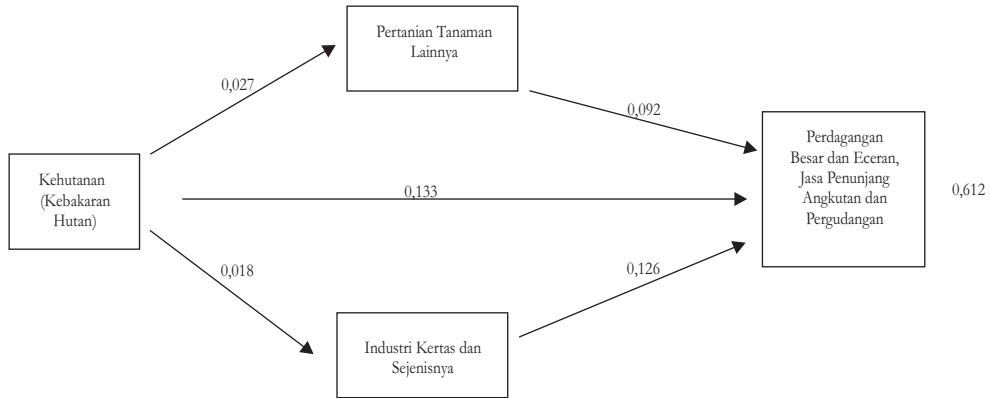 Pertanian Tanaman
Lainnya
0,027
0,092
Perdagangan
Besar dan Eceran,
Jasa Penunjang
Angkutan dan
Pergudangan
Kehutanan
(Kebakaran
Hutan)
0,133
0,612
0,018
0,126
Industri Kertas dan
Sejenisnya